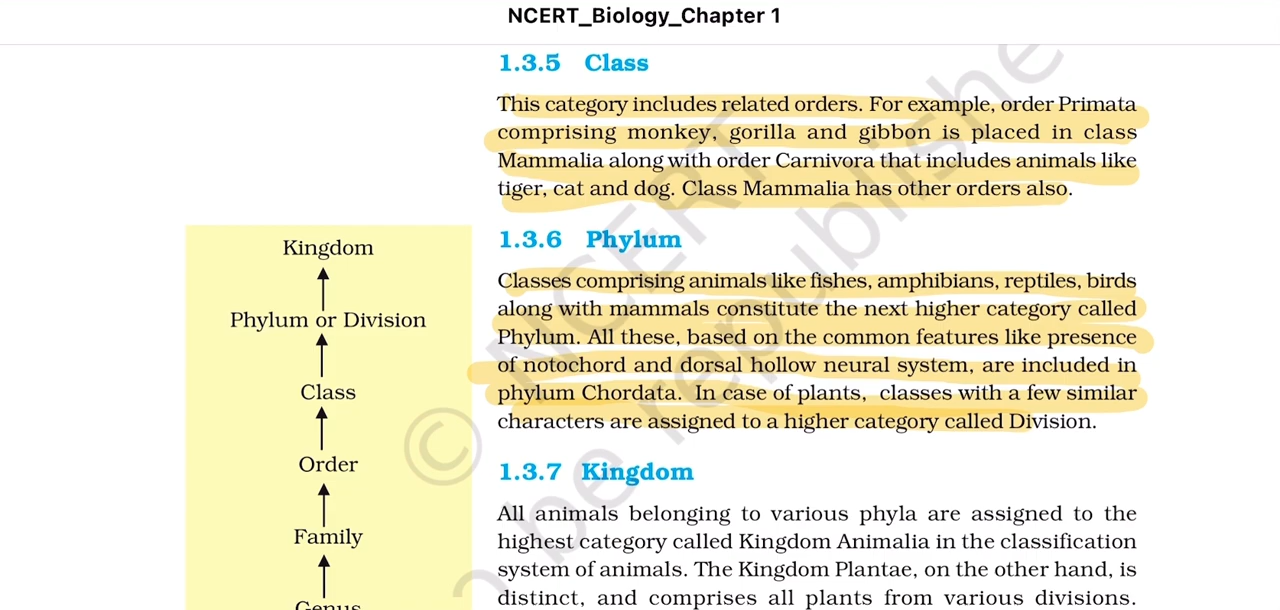 NCERT_Biology_Chapter 1
1.3.5 Class
This category includes related orders. For example, order Primata
comprising monkey, gorilla and gibbon is placed in class
Mammalia along with order Carnivora that includes animals like
tiger, cat and dog. Class Mammalia has other orders also.
1.3.6 Phylum
Classes comprising animals like fishes, amphibians, reptiles, birds
along with mammals constitute the next higher category called
Phylum. All these, based on the common features like presence
of notochord and dorsal hollow neural system, are included in
phylum Chordata. In case of plants, classes with a few similar
characters are assigned to a higher category called Division.
1.3.7 Kingdom
All animals belonging to various phyla are assigned to the
highest category called Kingdom Animalia in the classification
system of animals. The Kingdom Plantae, on the other hand, is
distinct, and comprises all plants from various divisions.
Kingdom
Phylum or Division
Class
Order
Family
Genus
© NCERT
be republishe